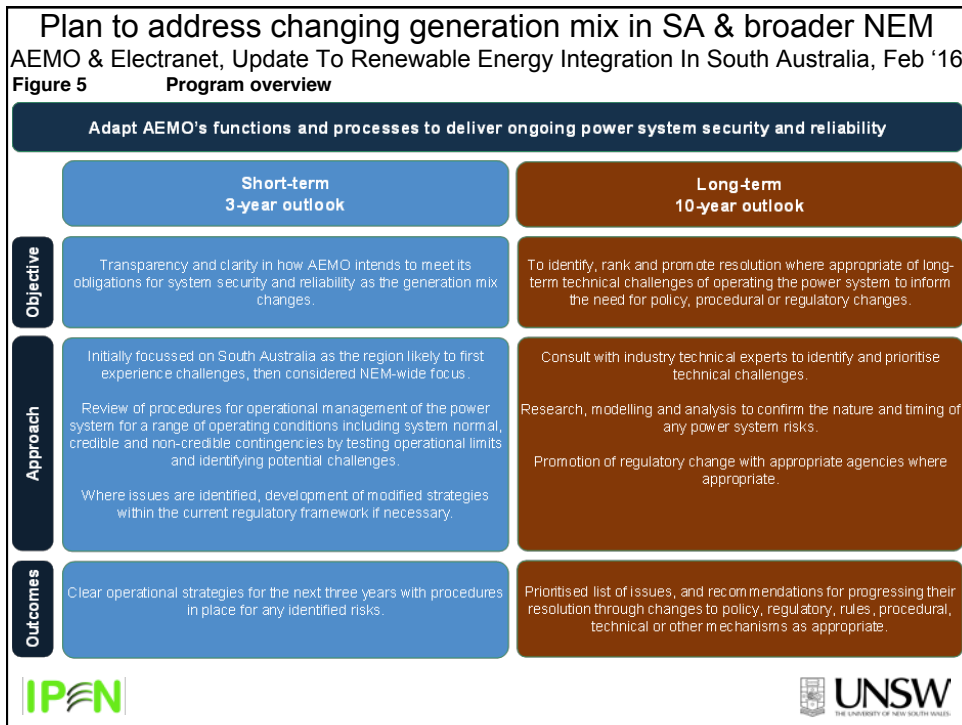 Plan to address changing generation mix in SA & broader NEM
AEMO & Electranet, Update To Renewable Energy Integration In South Australia, Feb ‘16
Figure 5 Program overview
Adapt AEMO's functions and processes to deliver ongoing power system security and reliability
Short-term
3-year outlook
Long-term
10-year outlook
Objective
Transparency and clarity in how AEMO intends to meet its
obligations for system security and reliability as the generation mix
changes.
To identify, rank and promote resolution where appropriate of long-
term technical challenges of operating the power system to inform
the need for policy, procedural or regulatory changes.
Approach
Initially focussed on South Australia as the region likely to first
experience challenges, then considered NEM-wide focus.
Review of procedures for operational management of the power
system for a range of operating conditions including system normal,
credible and non-credible contingencies by testing operational limits
and identifying potential challenges.
Where issues are identified, development of modified strategies
within the current regulatory framework if necessary.
Consult with industry technical experts to identify and prioritise
technical challenges.
Research, modelling and analysis to confirm the nature and timing of
any power system risks.
Promotion of regulatory change with appropriate agencies where
appropriate.
Outcomes
Clear operational strategies for the next three years with procedures
in place for any identified risks.
Prioritised list of issues, and recommendations for progressing their
resolution through changes to policy, regulatory, rules, procedural,
technical or other mechanisms as appropriate.
IPEN
UNSW
THE UNIVERSITY OF NEW SOUTH WALES